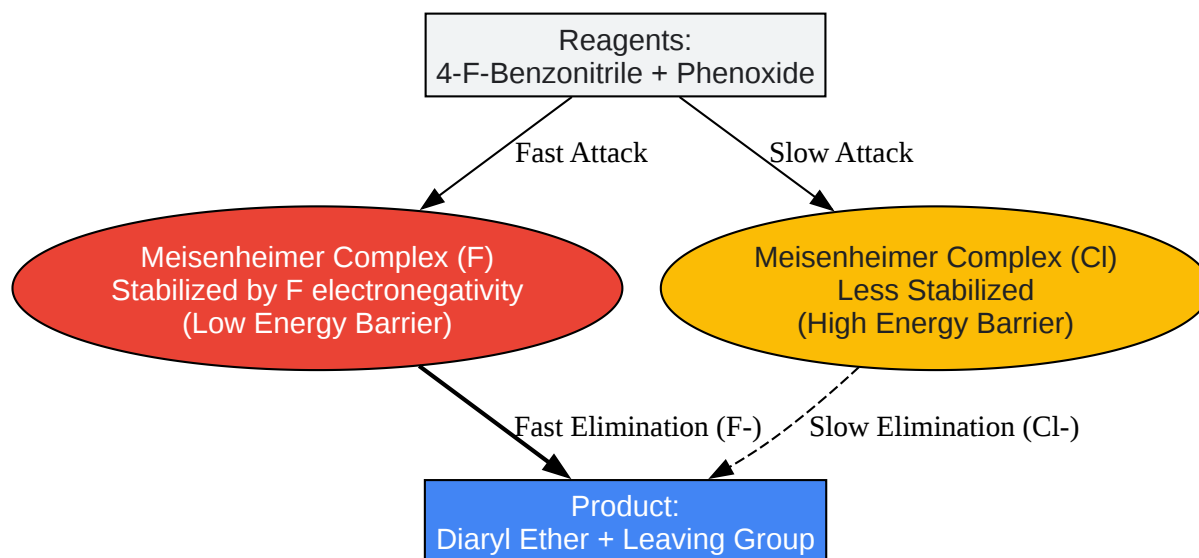 Reagents:
4-F-Benzonitrile + Phenoxide
Fast Attack
Slow Attack
Meisenheimer Complex (F)
Stabilized by F electronegativity
(Low Energy Barrier)
Meisenheimer Complex (Cl)
Less Stabilized
(High Energy Barrier)
Fast Elimination (F-)
Slow Elimination (Cl-)
Product:
Diaryl Ether + Leaving Group